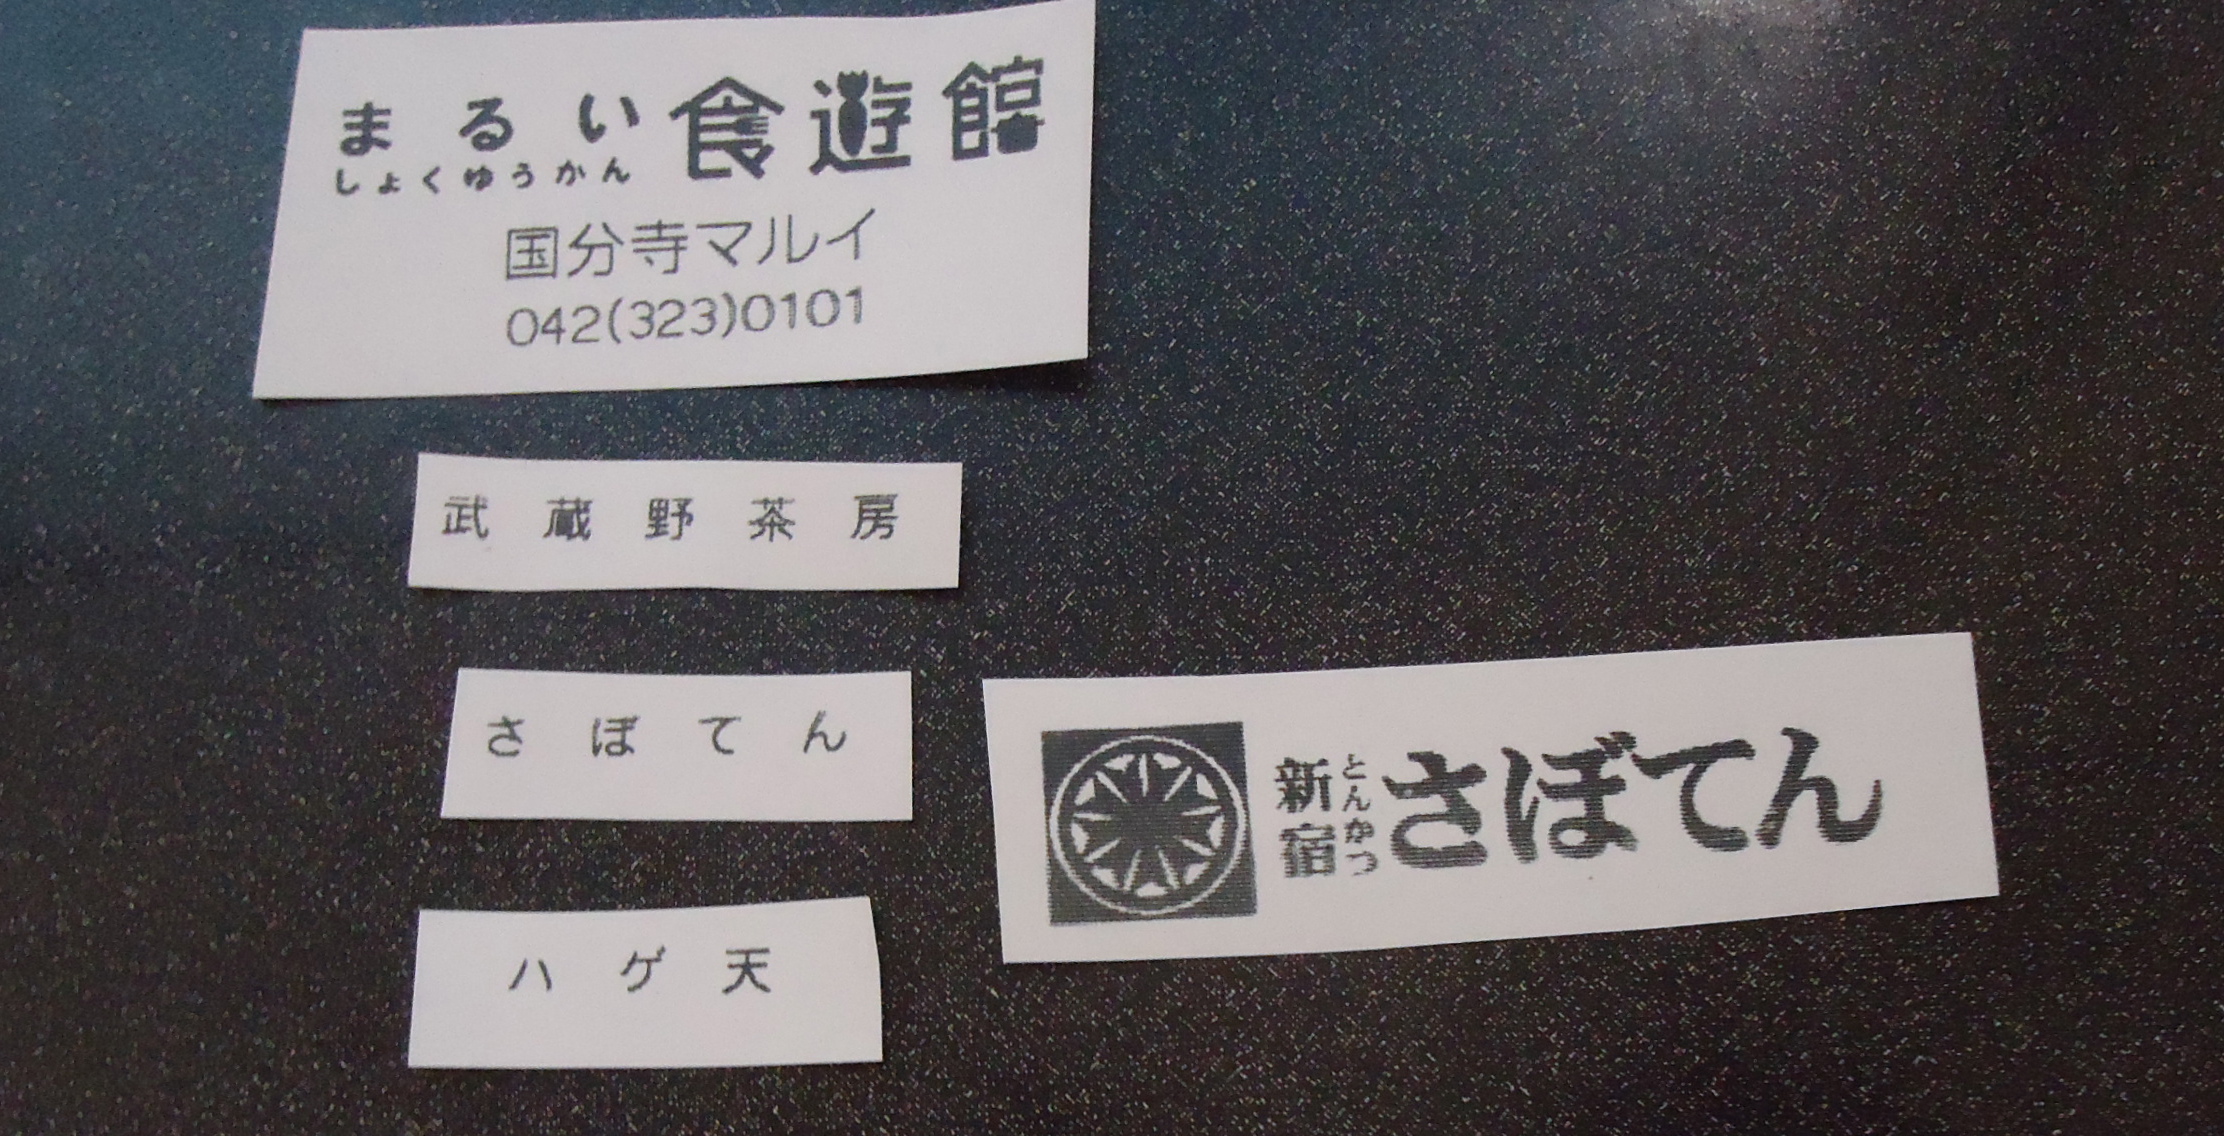 まるい食遊館
しょくゆうかん
国分寺マルイ
042(323)0101
武蔵野茶房
さぼてん
新宿
とんかつ
さぼてん
ハゲ天